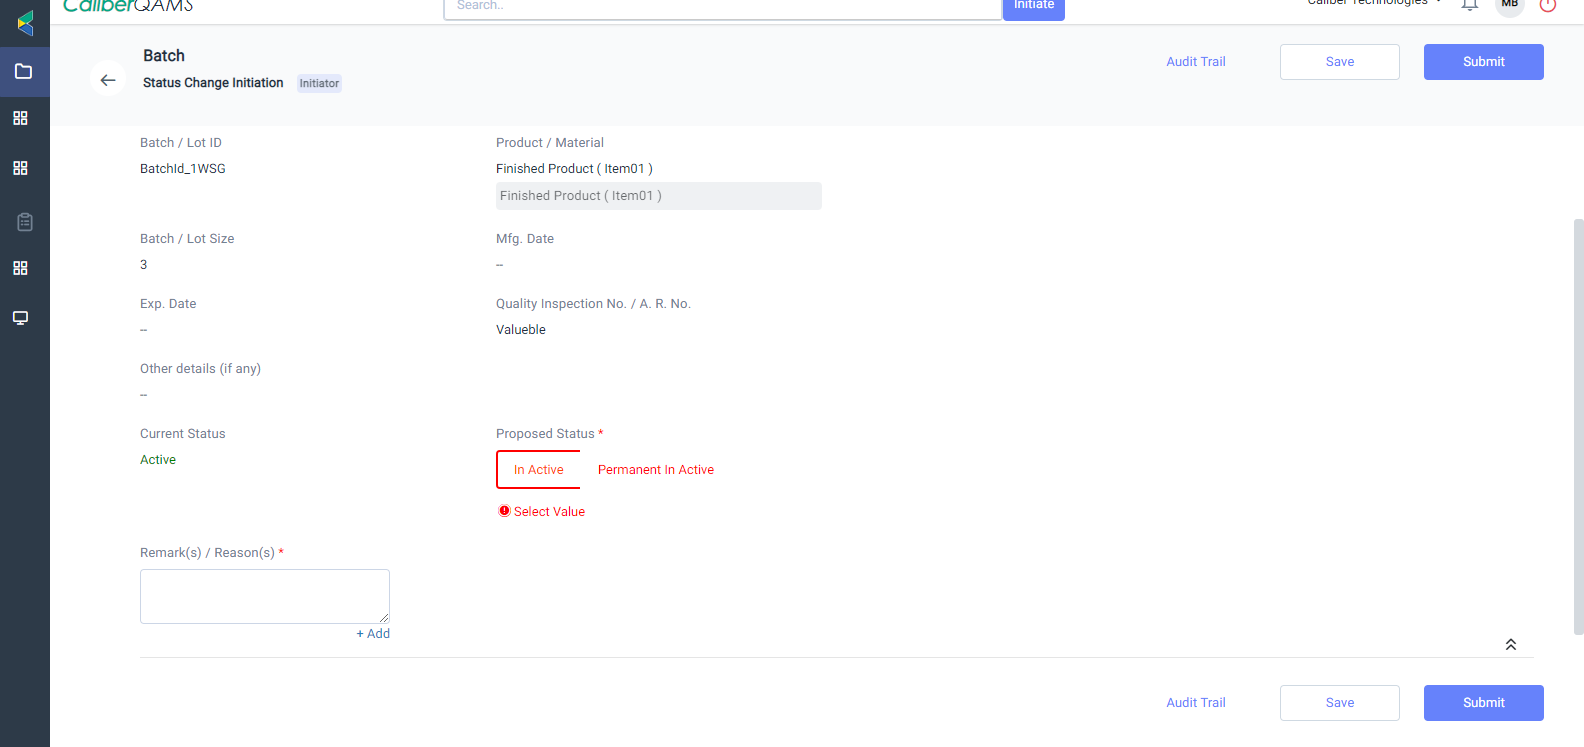 CaliberQAMS
Search..
Initiate
Caliber Technologies
MB
Batch
Status Change Initiation Initiator
Audit Trail
Save
Submit
Batch / Lot ID
BatchId_1WSG
Product / Material
Finished Product ( Item01 )
Finished Product ( Item01 )
Batch / Lot Size
3
Mfg. Date
--
Exp. Date
--
Quality Inspection No. / A. R. No.
Valueble
Other details (if any)
--
Current Status
Active
Proposed Status *
In Active
Permanent In Active
Select Value
Remark(s) / Reason(s) *
+ Add
Audit Trail
Save
Submit